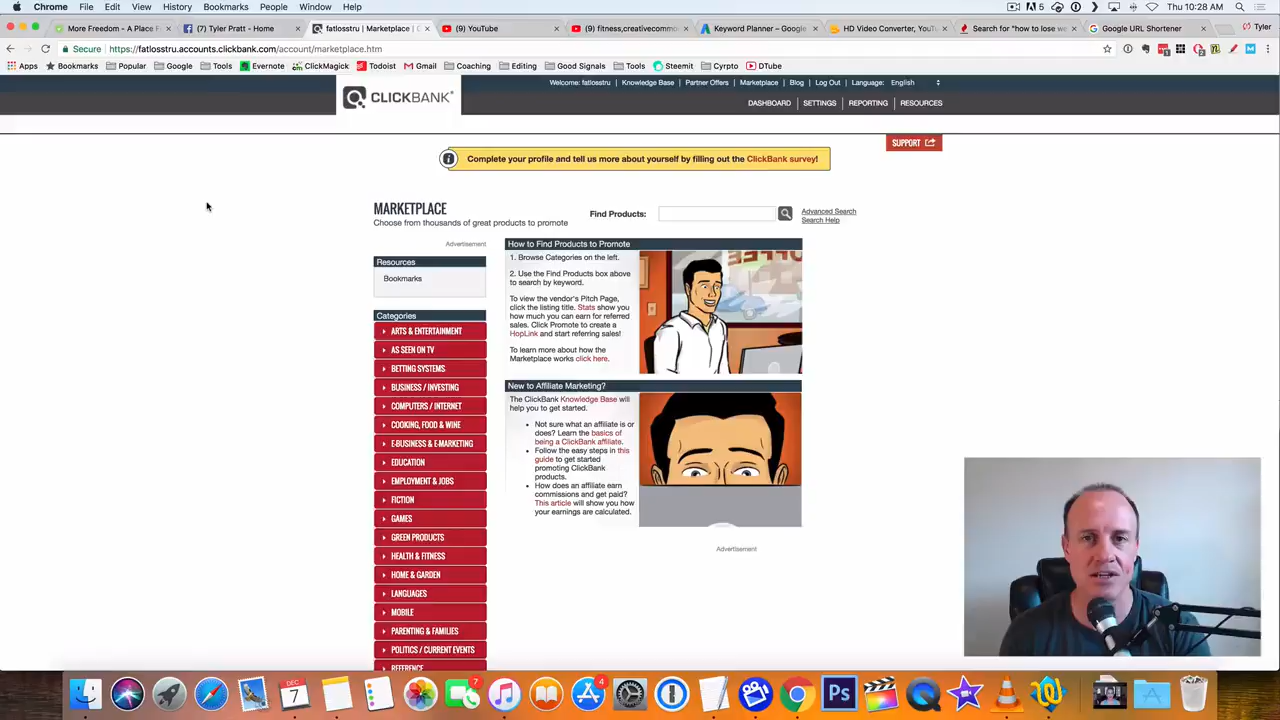 Chrome File Edit View History Bookmarks People Window Help
5 Thu 10:28 AM
More Freedom - A Place F
(7) Tyler Pratt - Home
fatlosstru | Marketplace | C
(9) YouTube
(9) fitness,creativecommon
Keyword Planner – Google
HD Video Converter, YouTu
Search for "how to lose we
Google URL Shortener
Tyler
Secure https://fatlosstru.accounts.clickbank.com/account/marketplace.htm
Apps Bookmarks Popular Google Tools Evernote ClickMagick Todoist Gmail Coaching Editing Good Signals Tools Steemit Cyrpto DTube
Welcome: fatlosstru Knowledge Base Partner Offers Marketplace Blog Log Out Language: English
CLICKBANK
DASHBOARD SETTINGS REPORTING RESOURCES
SUPPORT
Complete your profile and tell us more about yourself by filling out the ClickBank survey!
MARKETPLACE
Choose from thousands of great products to promote
Find Products:
Advanced Search
Search Help
Advertisement
Resources
Bookmarks
Categories
ARTS & ENTERTAINMENT
AS SEEN ON TV
BETTING SYSTEMS
BUSINESS / INVESTING
COMPUTERS / INTERNET
COOKING, FOOD & WINE
E-BUSINESS & E-MARKETING
EDUCATION
EMPLOYMENT & JOBS
FICTION
GAMES
GREEN PRODUCTS
HEALTH & FITNESS
HOME & GARDEN
LANGUAGES
MOBILE
PARENTING & FAMILIES
POLITICS / CURRENT EVENTS
REFERENCE
How to Find Products to Promote
1. Browse Categories on the left.
2. Use the Find Products box above
to search by keyword.
To view the vendor's Pitch Page,
click the listing title. Stats show you
how much you can earn for referred
sales. Click Promote to create a
HopLink and start referring sales!
To learn more about how the
Marketplace works click here.
New to Affiliate Marketing?
The ClickBank Knowledge Base will
help you to get started.
Not sure what an affiliate is or
does? Learn the basics of
being a ClickBank affiliate.
Follow the easy steps in this
guide to get started
promoting ClickBank
products.
How does an affiliate earn
commissions and get paid?
This article will show you how
your earnings are calculated.
Advertisement
DEC
7
7
4
Ps